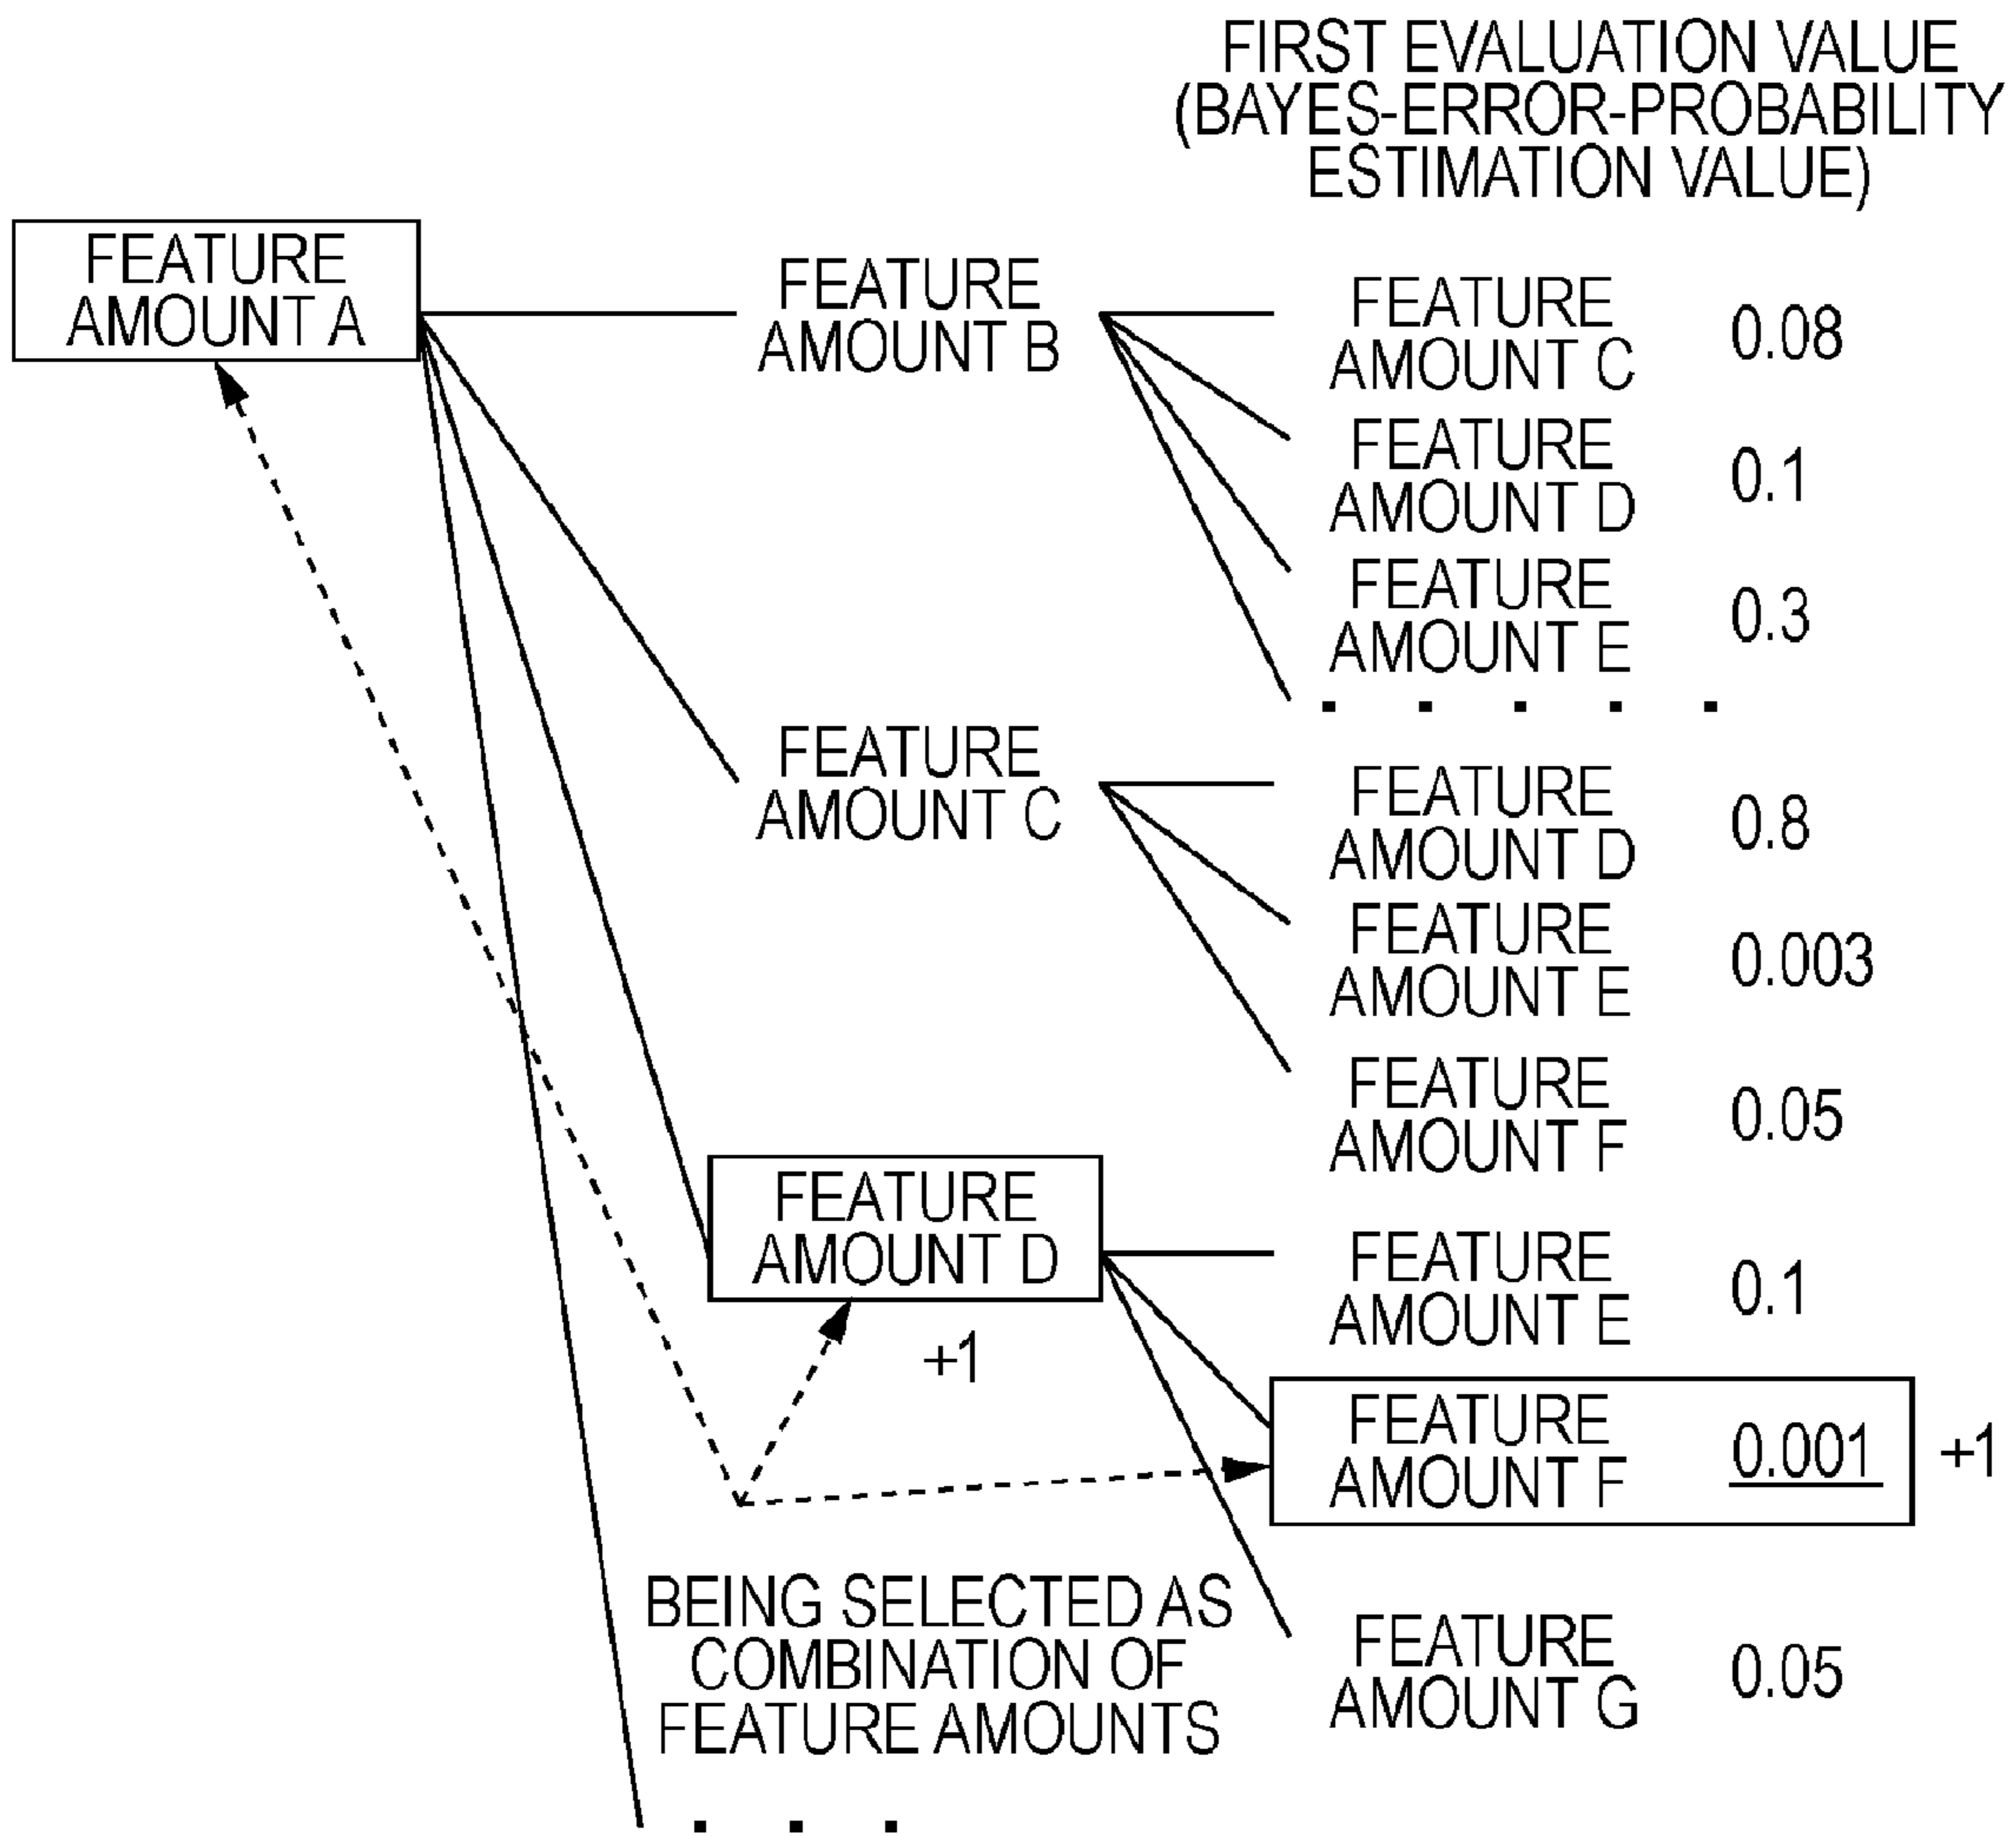 FIRST EVALUATION VALUE
(BAYES-ERROR-PROBABILITY
ESTIMATION VALUE)
FEATURE
AMOUNT A
FEATURE
AMOUNT B
FEATURE
AMOUNT C
0.08
FEATURE
AMOUNT D
0.1
FEATURE
AMOUNT E
0.3
. . . . .
FEATURE
AMOUNT C
FEATURE
AMOUNT D
0.8
FEATURE
AMOUNT E
0.003
FEATURE
AMOUNT F
0.05
FEATURE
AMOUNT D
+1
FEATURE
AMOUNT E
0.1
FEATURE
AMOUNT F
0.001
+1
FEATURE
AMOUNT G
0.05
BEING SELECTED AS
COMBINATION OF
FEATURE AMOUNTS
. . .